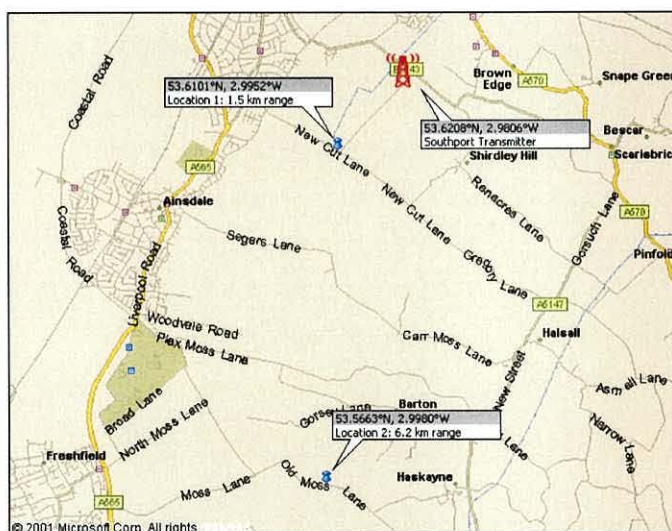 Coastal Road
53.6101°N, 2.9952°W
Location 1: 1.5 km range
Brown
Edge
A570
Snape Green
53.6208°N, 2.9806°W
Southport Transmitter
Bescar
Scarisbrick
New Cut Lane
Shirdley Hill
A565
Ainsdale
Coastal Road
Renacres Lane
New Cut Lane
Gorsuch Lane
A570
Segars Lane
Gregory Lane
Pinfold
Liverpool Road
A5147
Woodvale Road
Plex Moss Lane
Carr Moss Lane
Halsall
New Street
Asmall Lane
Broad Lane
Barton
53.5663°N, 2.9980°W
Location 2: 6.2 km range
Lane
Narrow Lane
North Moss Lane
Freshfield
Moss Lane
Old Moss Lane
Haskayne
A565
© 2001 Microsoft Corp. All rights